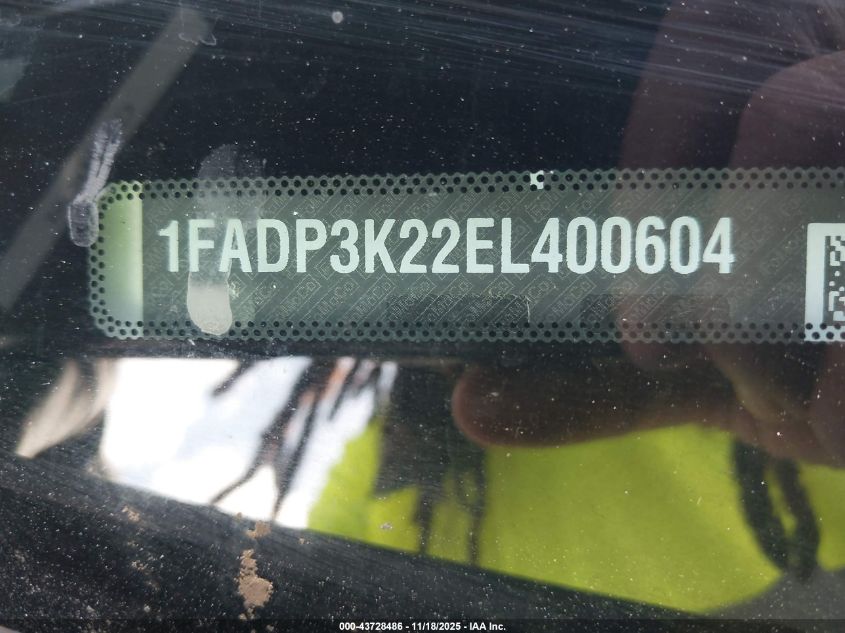 1FADP3K22EL400604
000-43728486 - 11/18/2025 - IAA Inc.